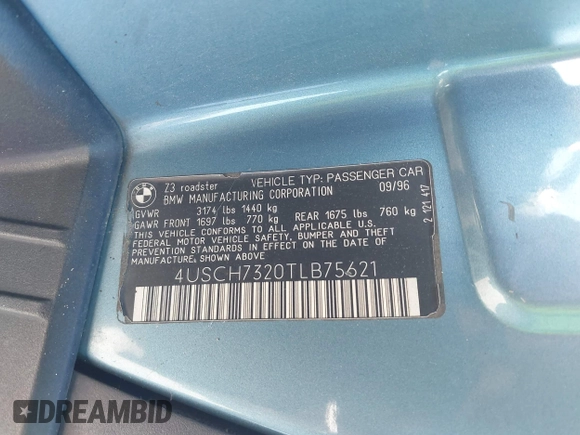 BMW
Z3 roadster VEHICLE TYP: PASSENGER CAR
BMW MANUFACTURING CORPORATION 09/96
GVWR 3174 lbs 1440 kg
GAWR FRONT 1697 lbs 770 kg REAR 1675 lbs 760 kg
THIS VEHICLE CONFORMS TO ALL APPLICABLE U.S.
FEDERAL MOTOR VEHICLE SAFETY, BUMPER AND THEFT
PREVENTION STANDARDS IN EFFECT ON THE DATE OF
MANUFACTURE, SHOWN ABOVE
2 121 417
4USCH7320TLB75621
DREAMBID